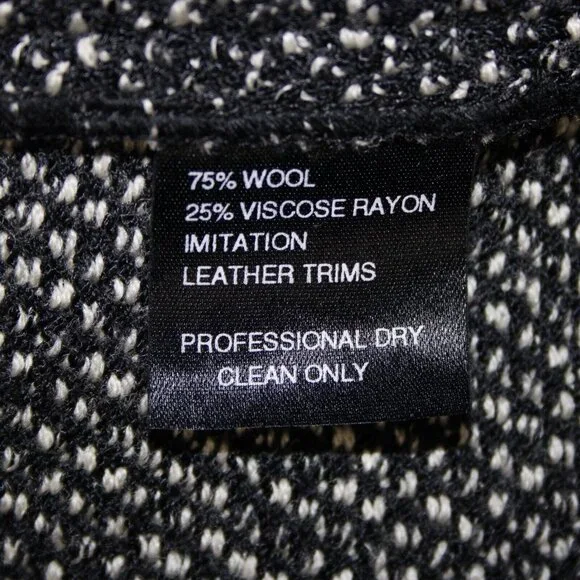 75% WOOL
25% VISCOSE RAYON
IMITATION
LEATHER TRIMS
PROFESSIONAL DRY
CLEAN ONLY